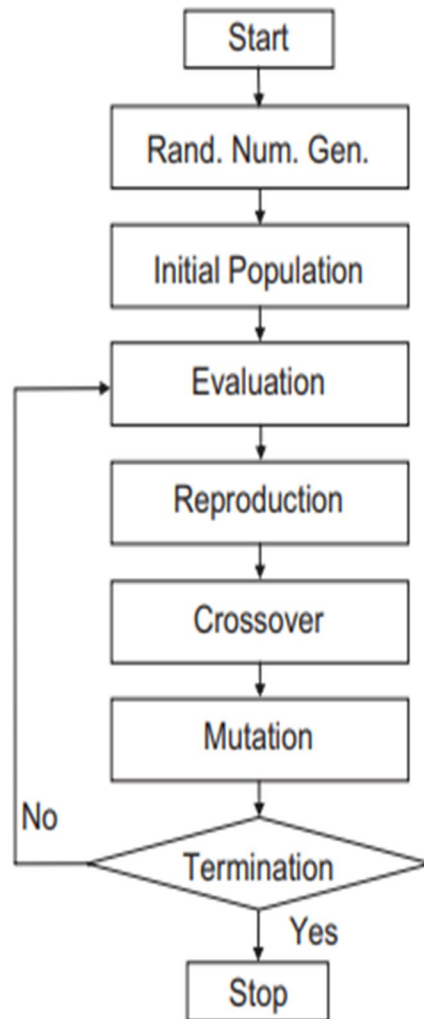 Start
Rand. Num. Gen.
Initial Population
Evaluation
Reproduction
Crossover
Mutation
No
Termination
Yes
Stop